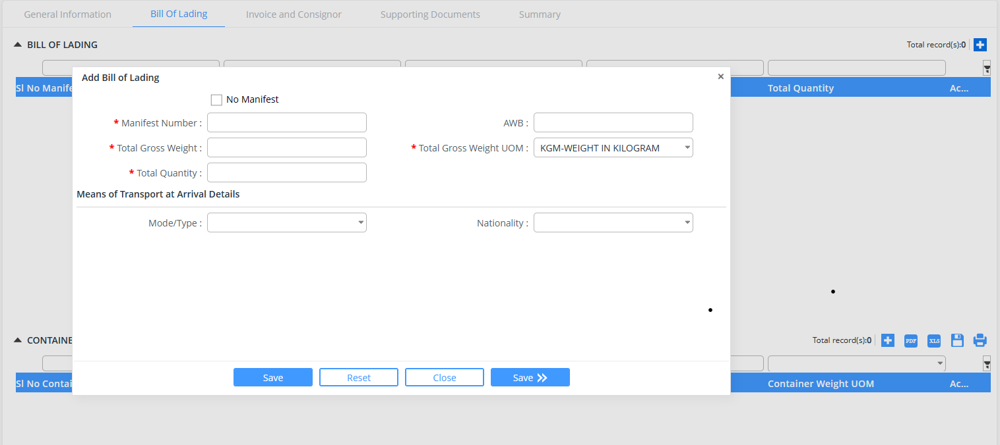 General Information Bill Of Lading Invoice and Consignor Supporting Documents Summary
BILL OF LADING Total record(s):0
Add Bill of Lading ×
Sl No Manife Total Quantity Ac...
No Manifest
* Manifest Number : AWB :
* Total Gross Weight : * Total Gross Weight UOM : KGM-WEIGHT IN KILOGRAM
* Total Quantity :
Means of Transport at Arrival Details
Mode/Type : Nationality :
CONTAINE Total record(s):0 PDF XLS
Save Reset Close Save
Sl No Contai Container Weight UOM Ac...